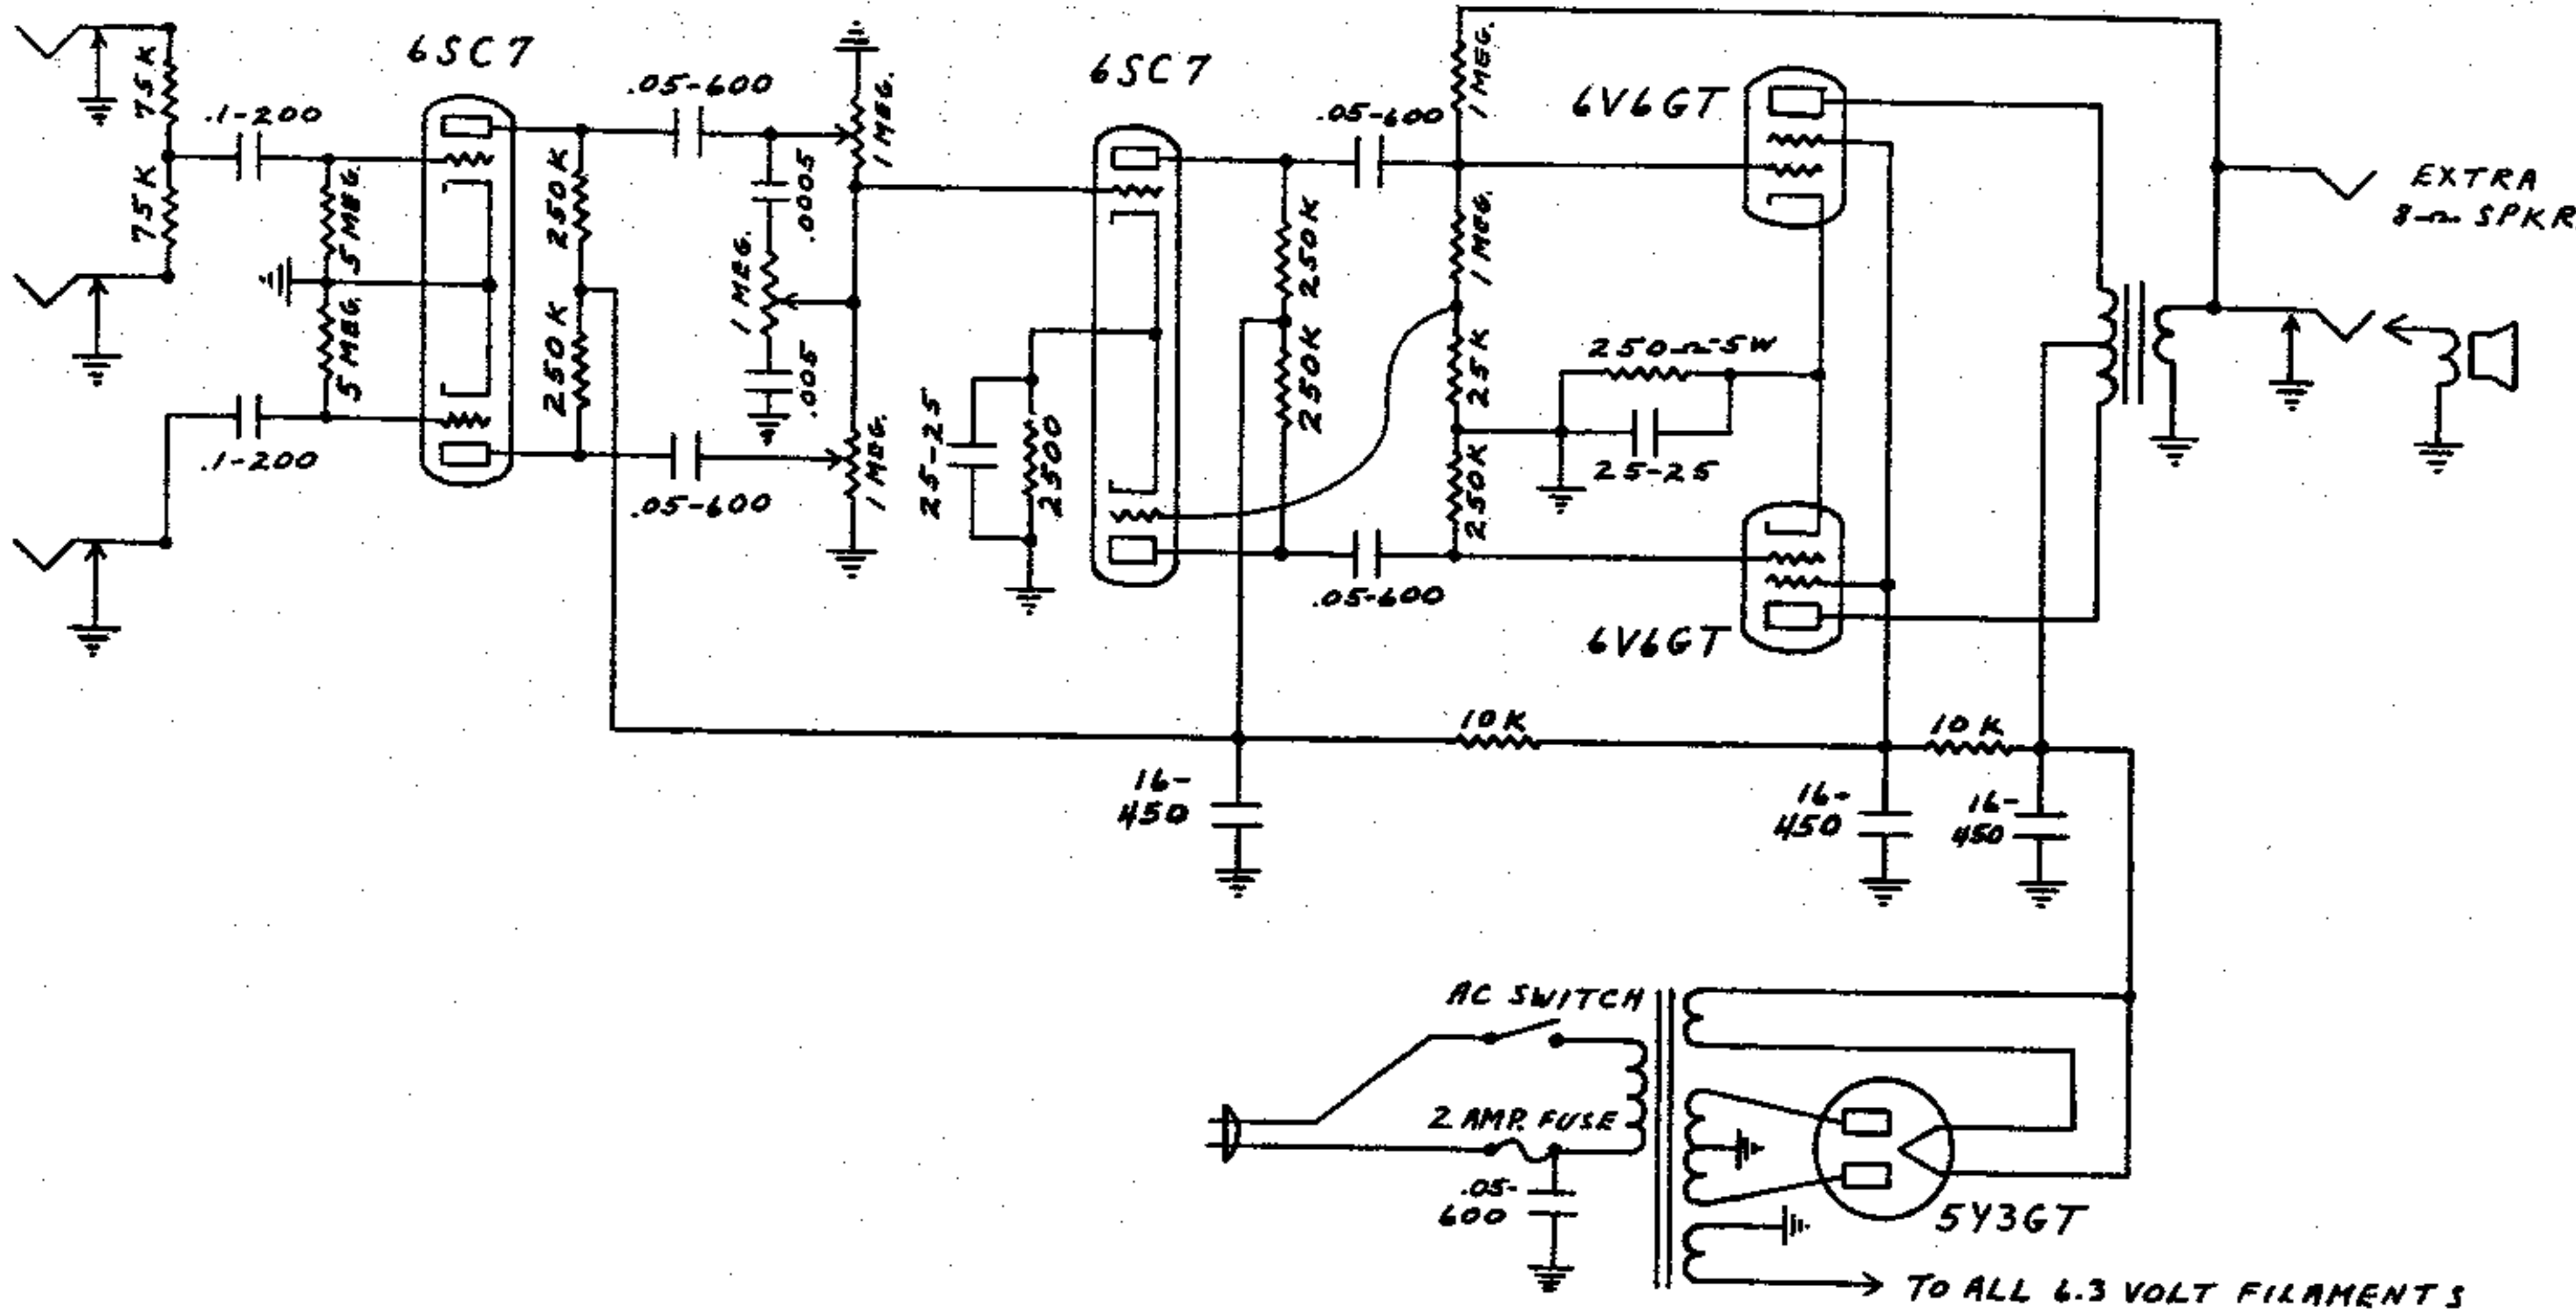 75K
75K
.1-200
5 MEG.
5 MEG.
.1-200
6SC7
250K
250K
.05-600
.0005
1 MEG.
.005
1 MEG.
1 MEG.
.05-600
6SC7
25-25
2500
250K
250K
.05-600
1 MEG.
1 MEG.
25K
250K
.05-600
6V6GT
250Ω-5W
25-25
6V6GT
EXTRA
8-Ω SPKR
10K
10K
16-
450
16-
450
16-
450
AC SWITCH
2 AMP. FUSE
.05-
600
5Y3GT
TO ALL 6.3 VOLT FILAMENTS